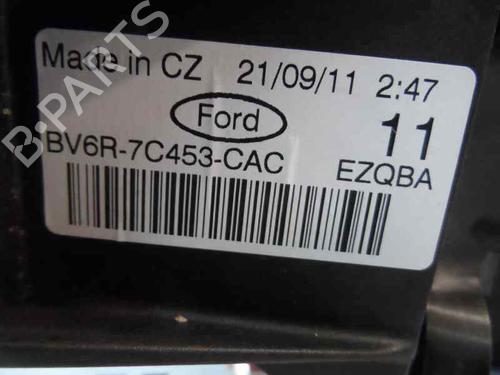 Made in CZ 21/09/11 2:47
Ford
11
BV6R-7C453-CAC
EZQBA
B-PARTS